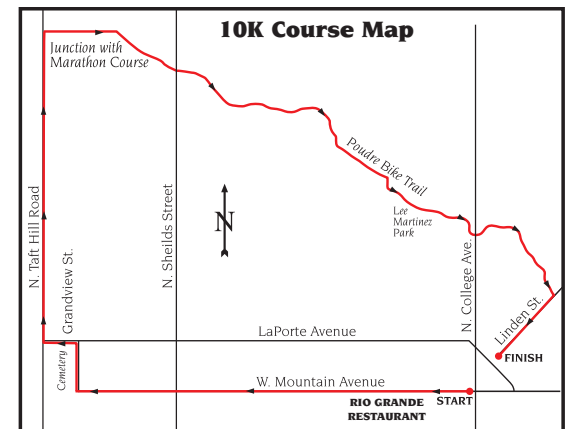 10K Course Map
Junction with
Marathon Course
Poudre Bike Trail
Lee
Martinez
Park
N. Taft Hill Road
Grandview St.
N. Sheilds Street
N
N. College Ave.
Linden St.
FINISH
LaPorte Avenue
Cemetery
W. Mountain Avenue
RIO GRANDE
RESTAURANT
START